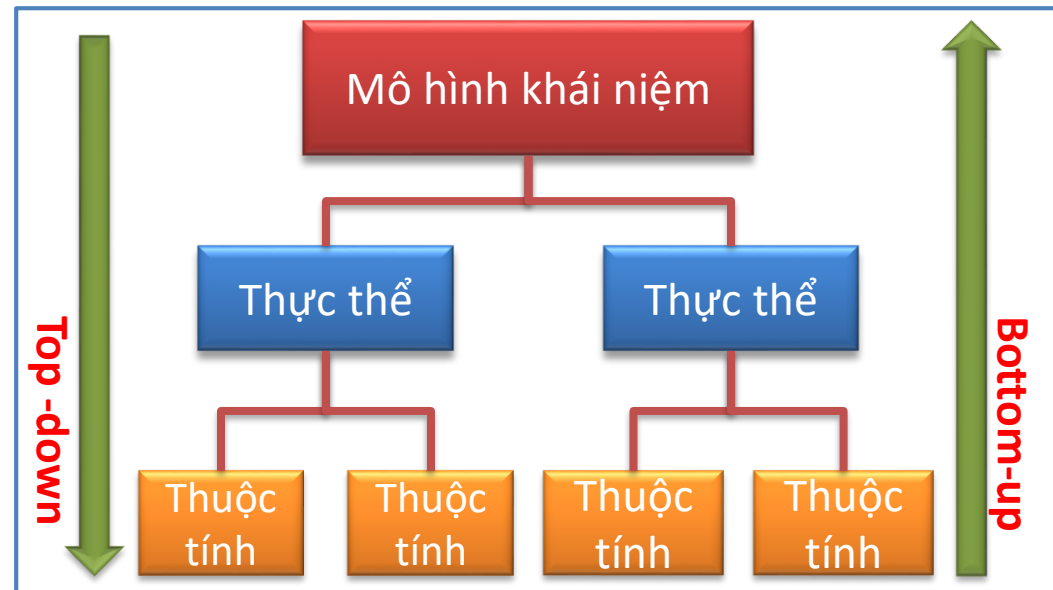 Mô hình khái niệm
Thực thể
Thực thể
Top -down
Bottom-up
Thuộc
tính
Thuộc
tính
Thuộc
tính
Thuộc
tính